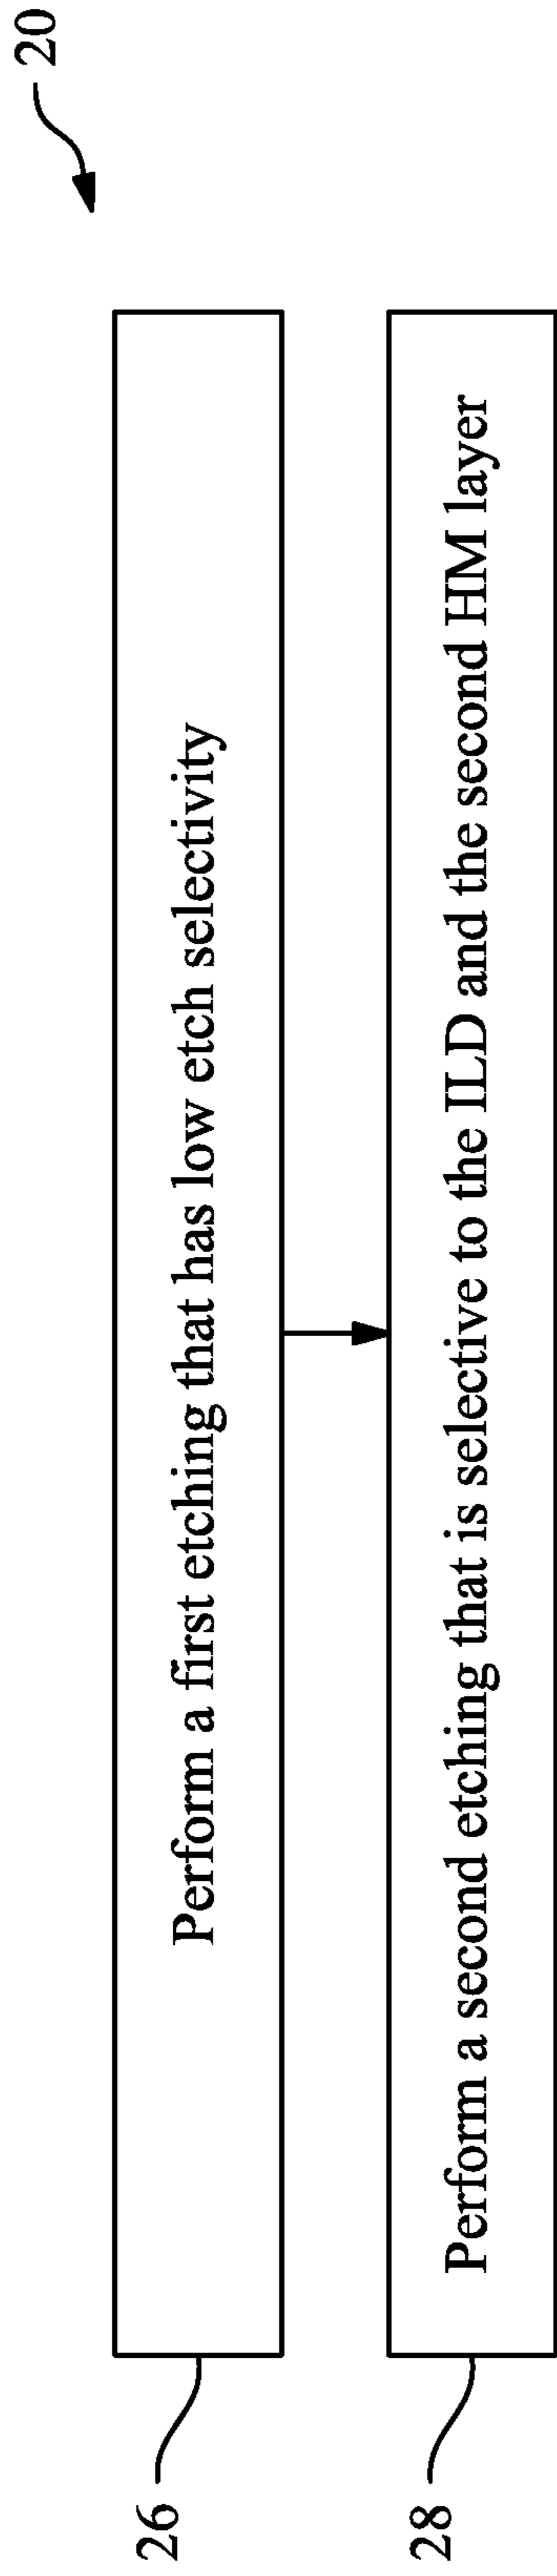 20
26
Perform a first etching that has low etch selectivity
28
Perform a second etching that is selective to the ILD and the second HM layer